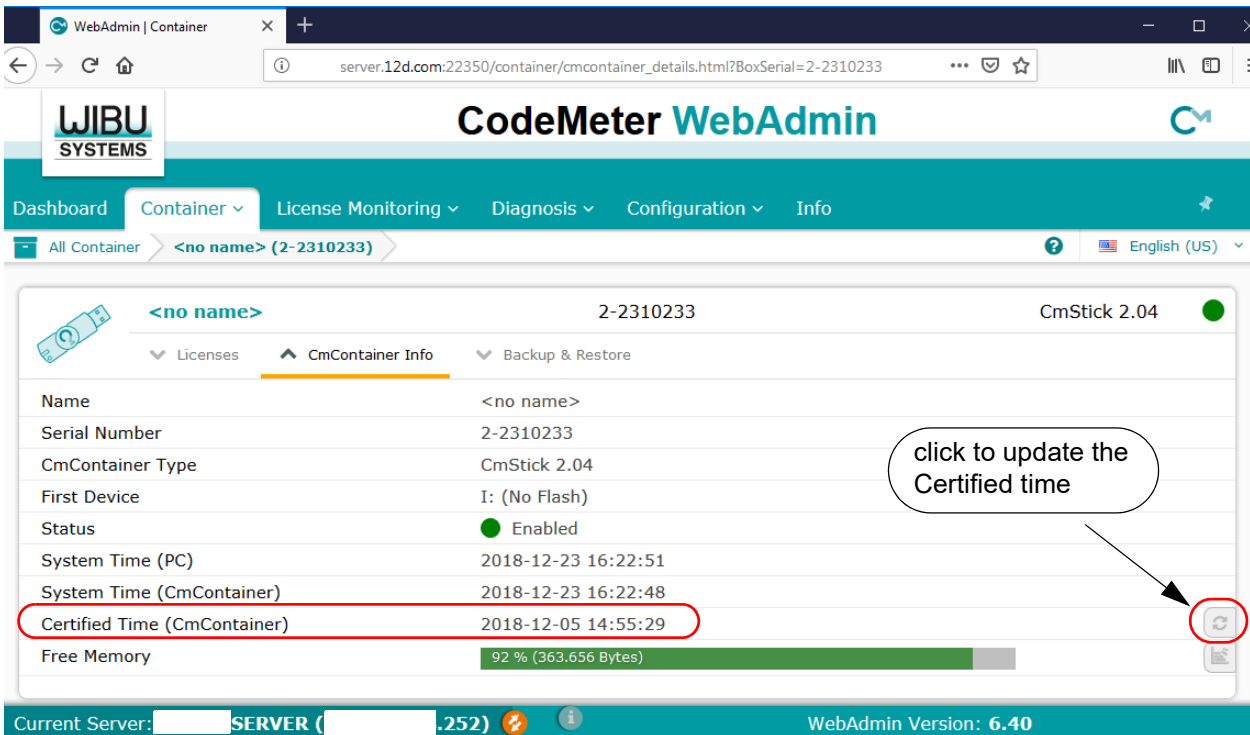 WebAdmin | Container
server.12d.com:22350/container/cmcontainer_details.html?BoxSerial=2-2310233
WIBU
SYSTEMS
CodeMeter WebAdmin
Dashboard Container License Monitoring Diagnosis Configuration Info
All Container <no name> (2-2310233) English (US)
<no name> 2-2310233 CmStick 2.04
Licenses CmContainer Info Backup & Restore
Name <no name>
Serial Number 2-2310233
CmContainer Type CmStick 2.04
First Device I: (No Flash)
Status Enabled
System Time (PC) 2018-12-23 16:22:51
System Time (CmContainer) 2018-12-23 16:22:48
Certified Time (CmContainer) 2018-12-05 14:55:29
Free Memory 92 % (363.656 Bytes)
click to update the
Certified time
Current Server: SERVER ( .252) WebAdmin Version: 6.40